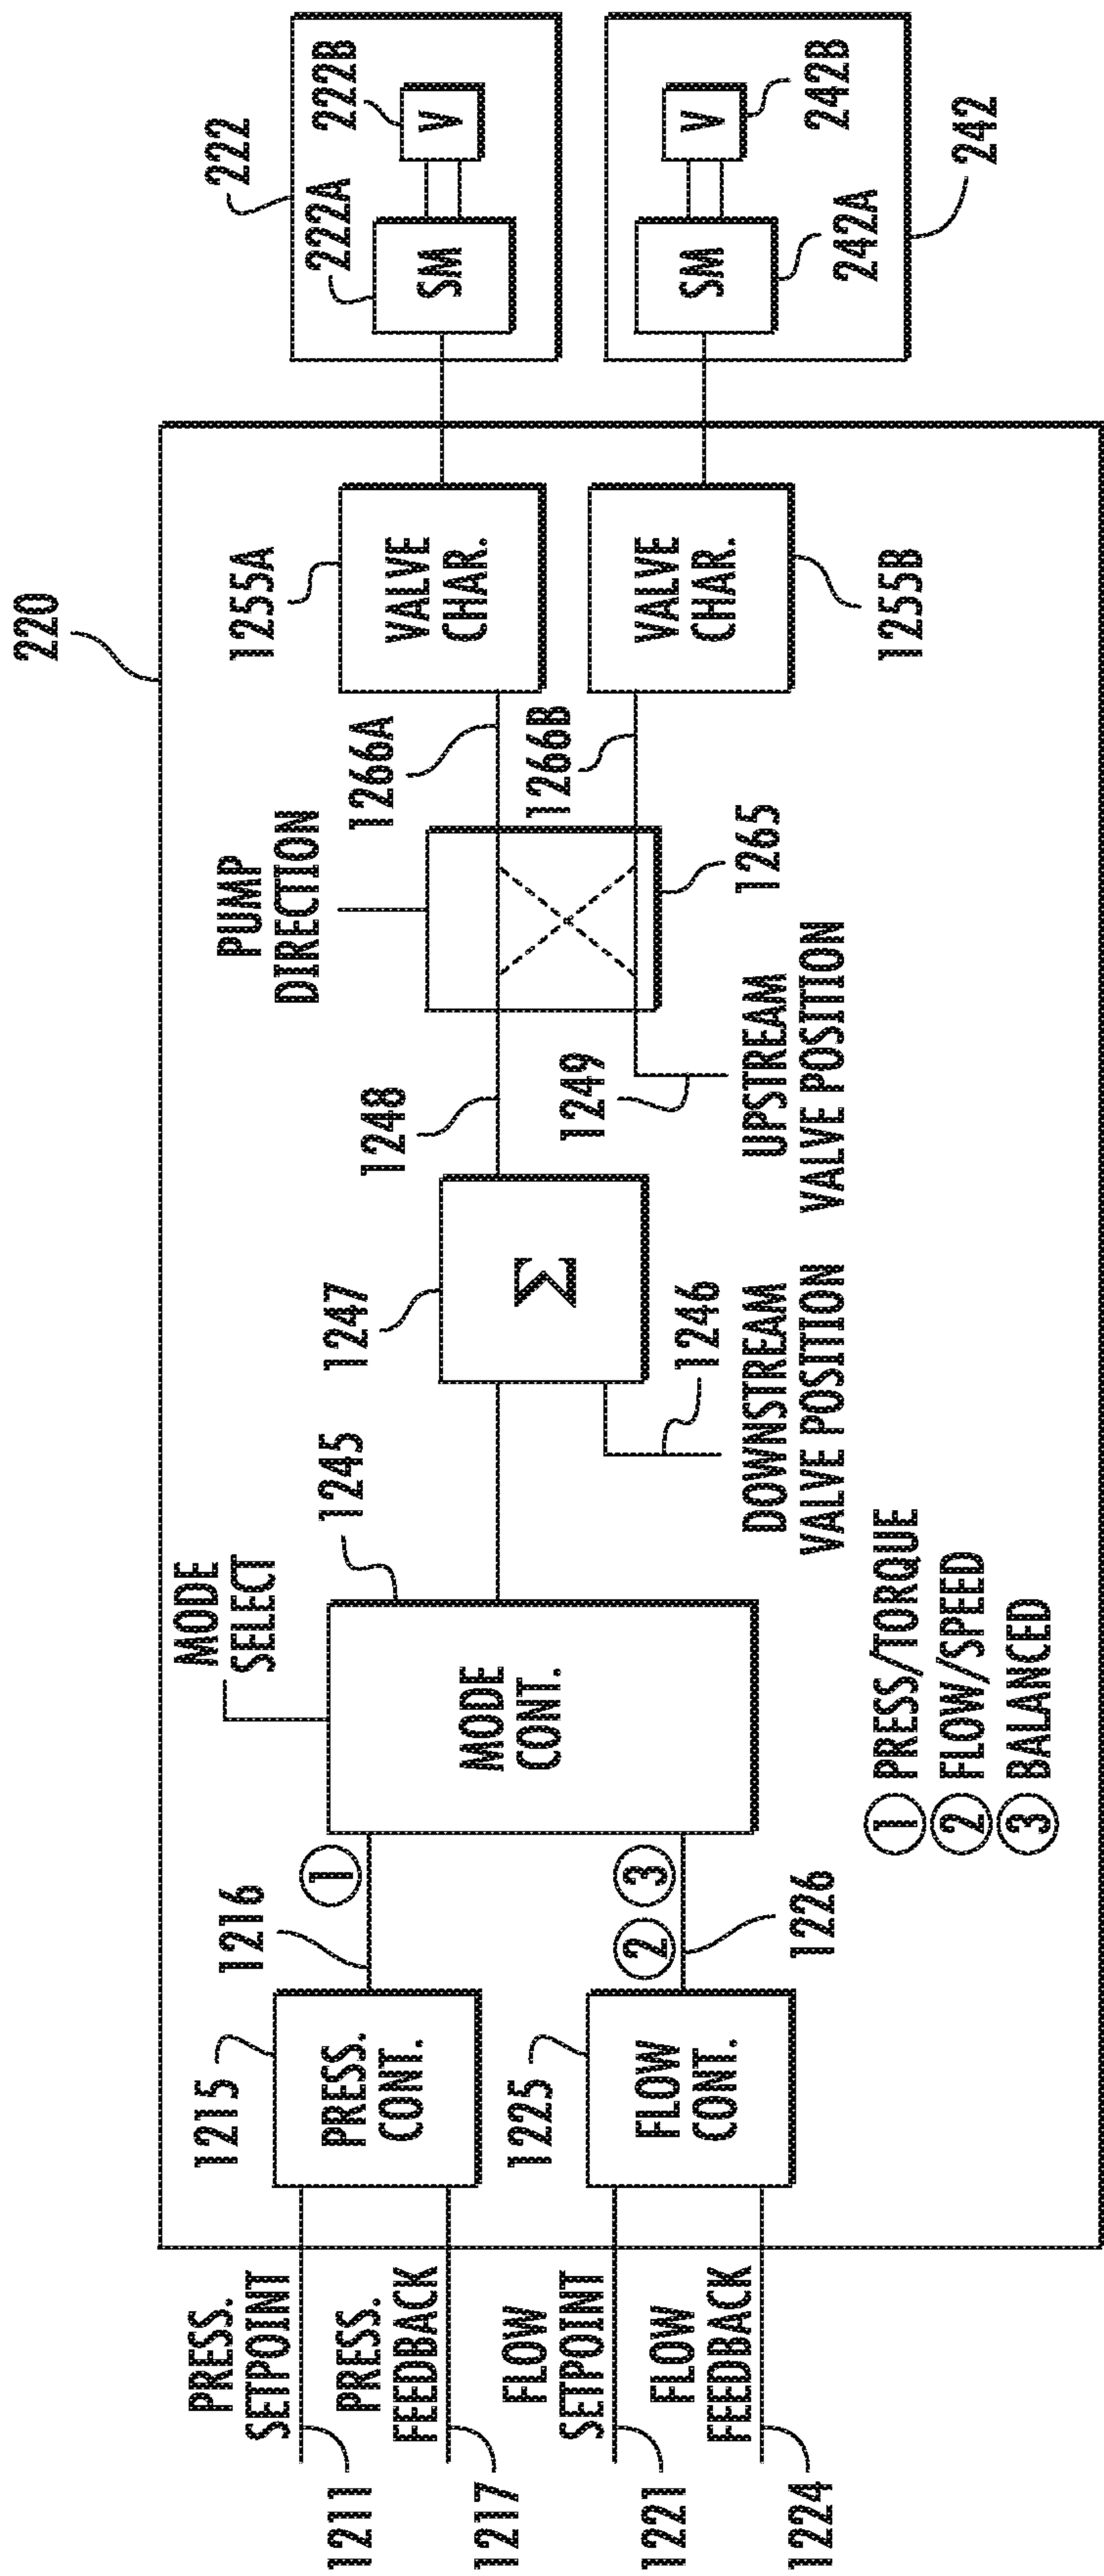 220
222
222A
222B
SM
V
242A
242B
SM
V
242
PRESS.
SETPOINT
1211
PRESS.
FEEDBACK
1217
FLOW
SETPOINT
1221
FLOW
FEEDBACK
1224
1215
PRESS.
CONT.
1225
FLOW
CONT.
1216
①
② ③
1226
MODE
SELECT
1245
MODE
CONT.
① PRESS/TORQUE
② FLOW/SPEED
③ BALANCED
1247
Σ
1246
DOWNSTREAM
VALVE POSITION
1248
1249
UPSTREAM
VALVE POSITION
PUMP
DIRECTION
1265
1266A
1266B
1255A
VALVE
CHAR.
VALVE
CHAR.
1255B